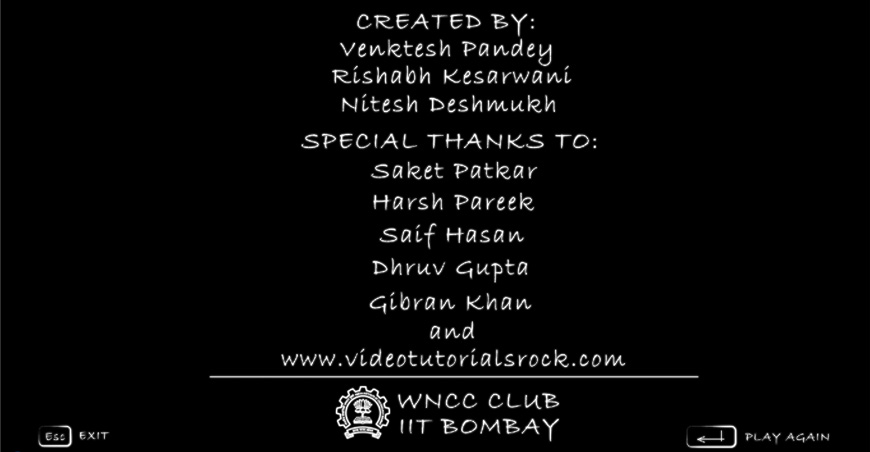 CREATED BY:
Venktesh Pandey
Rishabh Kesarwani
Nitesh Deshmukh
SPECIAL THANKS TO:
Saket Patkar
Harsh Pareek
Saif Hasan
Dhruv Gupta
Gibran Khan
and
www.videotutorialsrock.com
WNCC CLUB
IIT BOMBAY
Esc EXIT
PLAY AGAIN